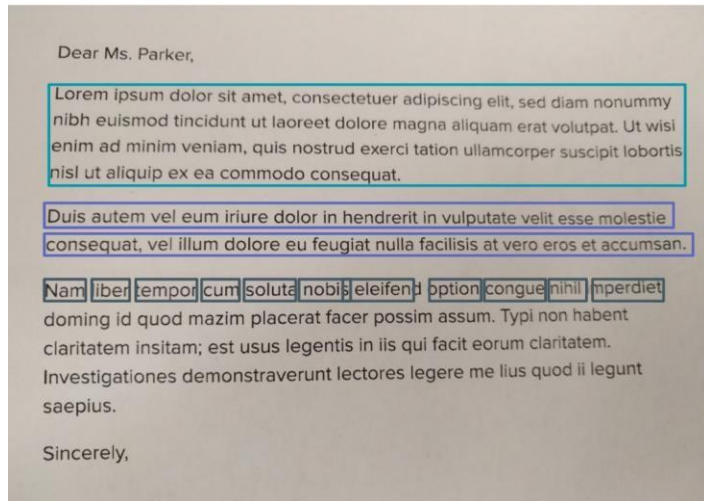 Dear Ms. Parker,
Lorem ipsum dolor sit amet, consectetuer adipiscing elit, sed diam nonummy
nibh euismod tincidunt ut laoreet dolore magna aliquam erat volutpat. Ut wisi
enim ad minim veniam, quis nostrud exerci tation ullamcorper suscipit lobortis
nisl ut aliquip ex ea commodo consequat.
Duis autem vel eum iriure dolor in hendrerit in vulputate velit esse molestie
consequat, vel illum dolore eu feugiat nulla facilisis at vero eros et accumsan.
Nam liber tempor cum soluta nobis eleifend option congue nihil imperdiet
doming id quod mazim placerat facer possim assum. Typi non habent
claritatem insitam; est usus legentis in iis qui facit eorum claritatem.
Investigationes demonstraverunt lectores legere me lius quod ii legunt
saepius.
Sincerely,